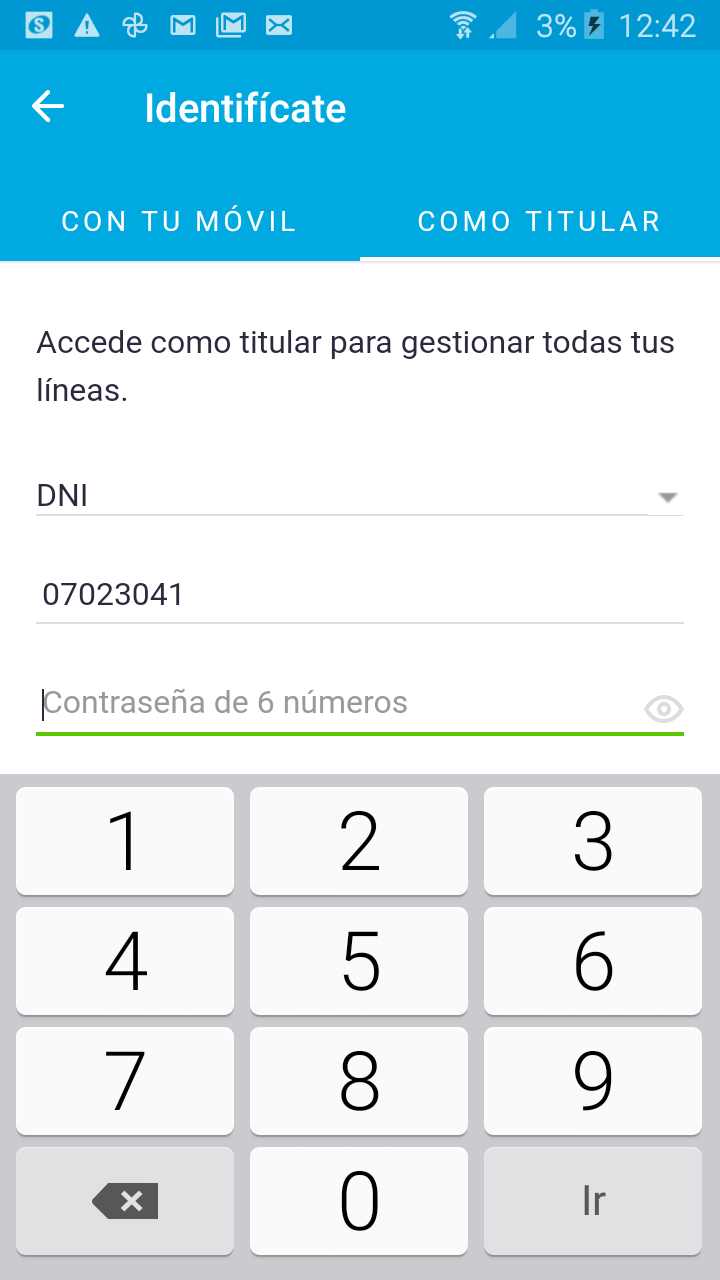 3% 12:42
Identifícate
CON TU MÓVIL COMO TITULAR
Accede como titular para gestionar todas tus
líneas.
DNI
07023041
Contraseña de 6 números
1 2 3
4 5 6
7 8 9
0 Ir